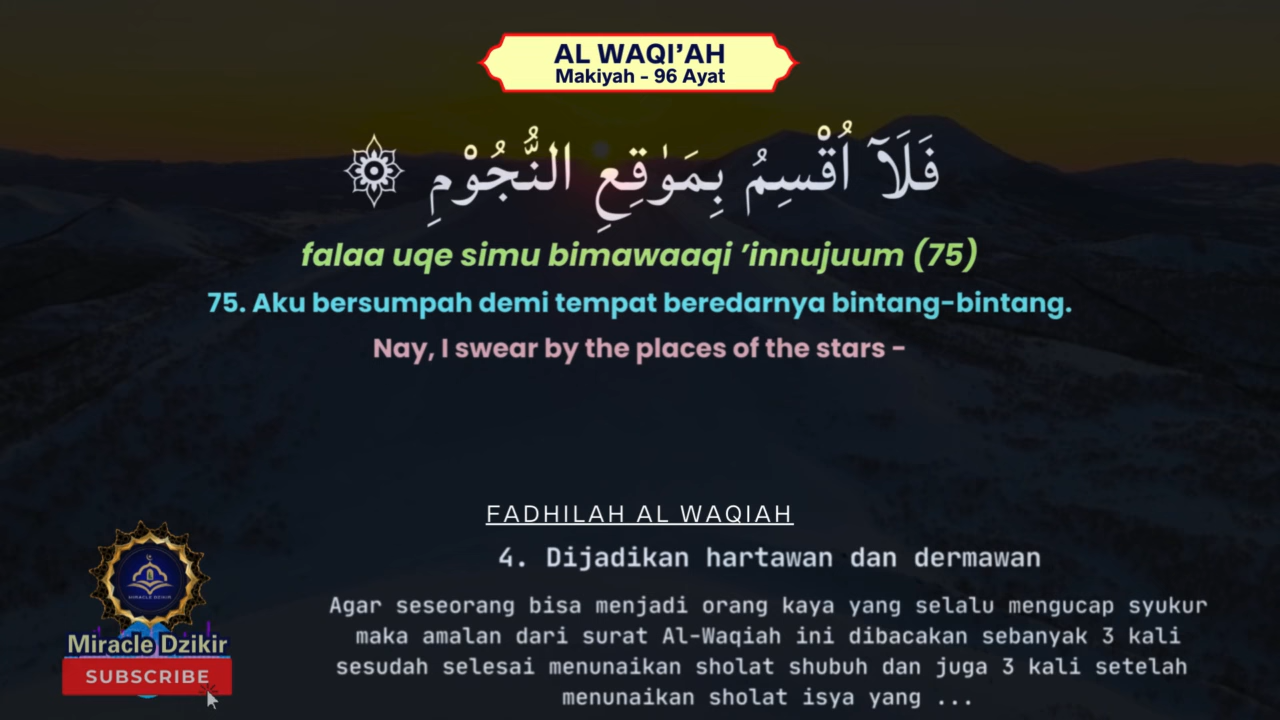 AL WAQI’AH
Makiyah - 96 Ayat
فَلَآ اُقْسِمُ بِمَوٰقِعِ النُّجُوْمِ ۞
falaa uqe simu bimawaaqi ’innujuum (75)
75. Aku bersumpah demi tempat beredarnya bintang-bintang.
Nay, I swear by the places of the stars -
FADHILAH AL WAQIAH
4. Dijadikan hartawan dan dermawan
Agar seseorang bisa menjadi orang kaya yang selalu mengucap syukur
maka amalan dari surat Al-Waqiah ini dibacakan sebanyak 3 kali
sesudah selesai menunaikan sholat shubuh dan juga 3 kali setelah
menunaikan sholat isya yang ...
MIRACLE DZIKIR
Miracle Dzikir
SUBSCRIBE